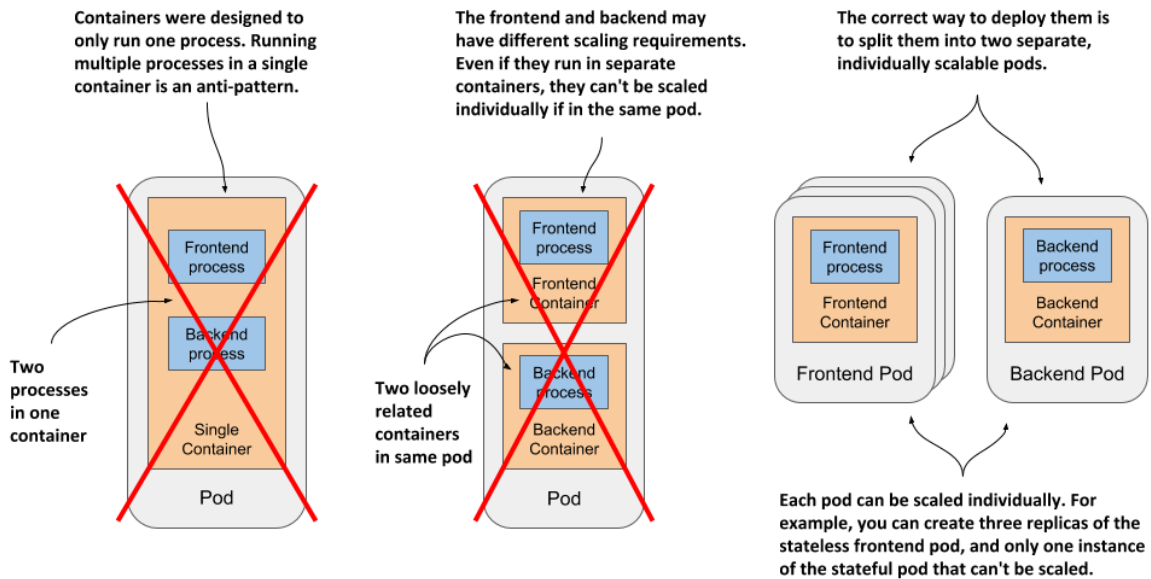 Containers were designed to
only run one process. Running
multiple processes in a single
container is an anti-pattern.
Frontend
process
Backend
process
Single
Container
Pod
Two
processes
in one
container
The frontend and backend may
have different scaling requirements.
Even if they run in separate
containers, they can't be scaled
individually if in the same pod.
Frontend
process
Frontend
Container
Backend
process
Backend
Container
Pod
Two loosely
related
containers
in same pod
The correct way to deploy them is
to split them into two separate,
individually scalable pods.
Frontend
process
Frontend
Container
Frontend Pod
Backend
process
Backend
Container
Backend Pod
Each pod can be scaled individually. For
example, you can create three replicas of the
stateless frontend pod, and only one instance
of the stateful pod that can't be scaled.